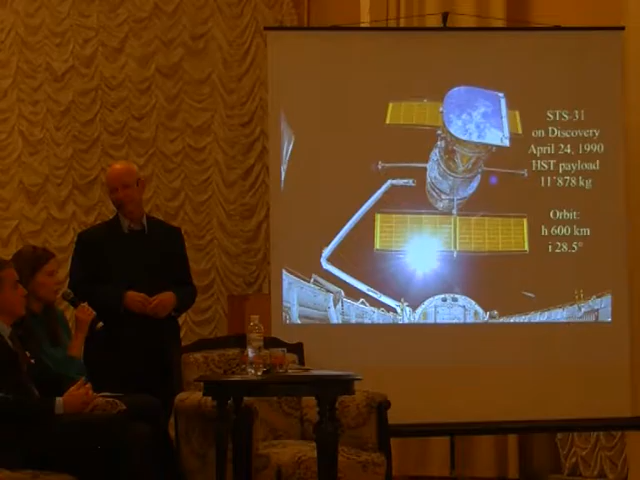 STS-31
on Discovery
April 24, 1990
HST payload
11'878 kg
Orbit:
h 600 km
i 28.5°